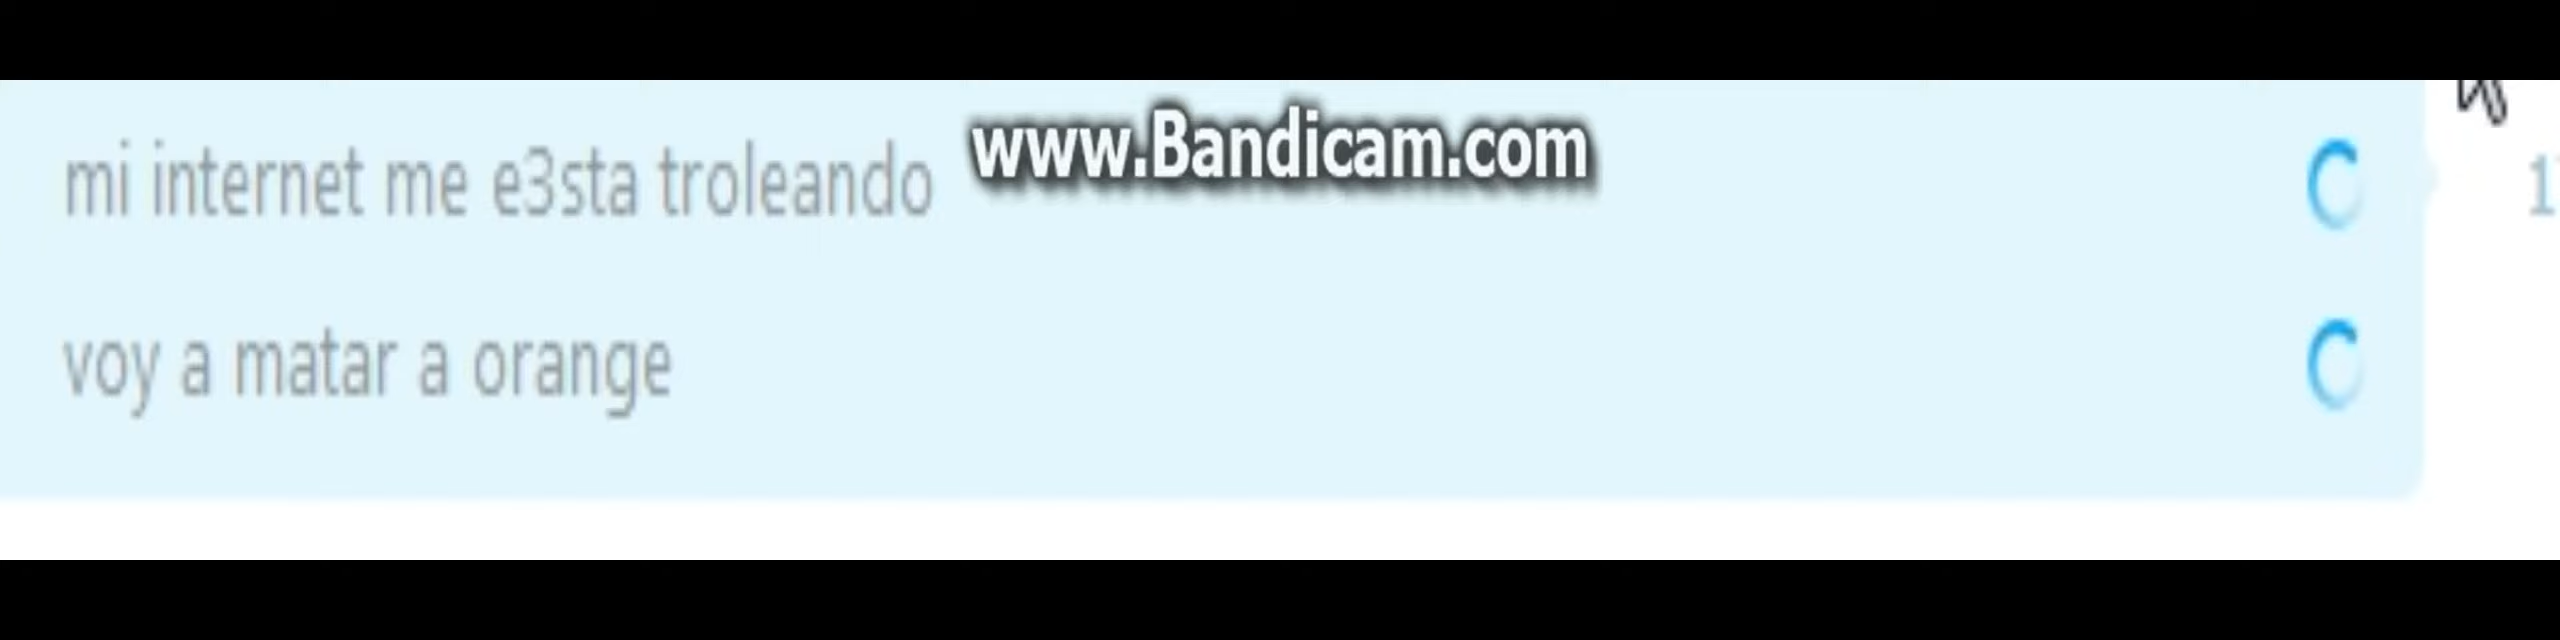 www.Bandicam.com
mi internet me e3sta troleando
voy a matar a orange